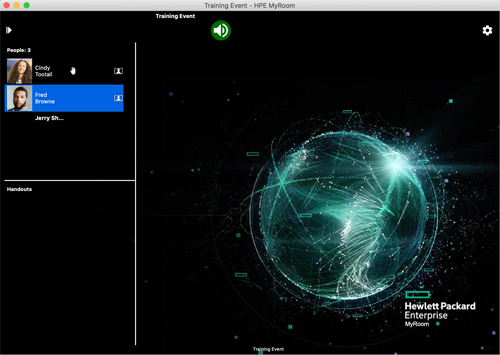 Training Event - HPE MyRoom
Training Event
People: 3
Cindy
Tootall
Fred
Browne
Jerry Sh...
Handouts
Hewlett Packard
Enterprise
MyRoom
Training Event